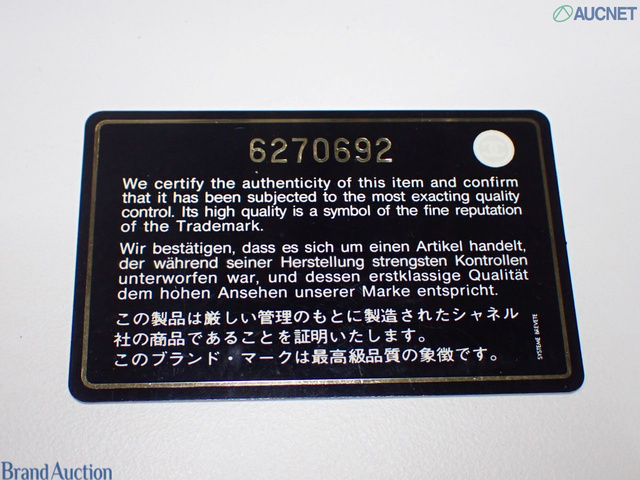 AUCNET
6270692
We certify the authenticity of this item and confirm
that it has been subjected to the most exacting quality
control. Its high quality is a symbol of the fine reputation
of the Trademark.
Wir bestätigen, dass es sich um einen Artikel handelt,
der während seiner Herstellung strengsten Kontrollen
unterworfen war, und dessen erstklassige Qualität
dem hohen Ansehen unserer Marke entspricht.
この製品は厳しい管理のもとに製造されたシャネル
社の商品であることを証明いたします。
このブランド・マークは最高級品質の象徴です。
SYSTEME BREVETE
Brand Auction